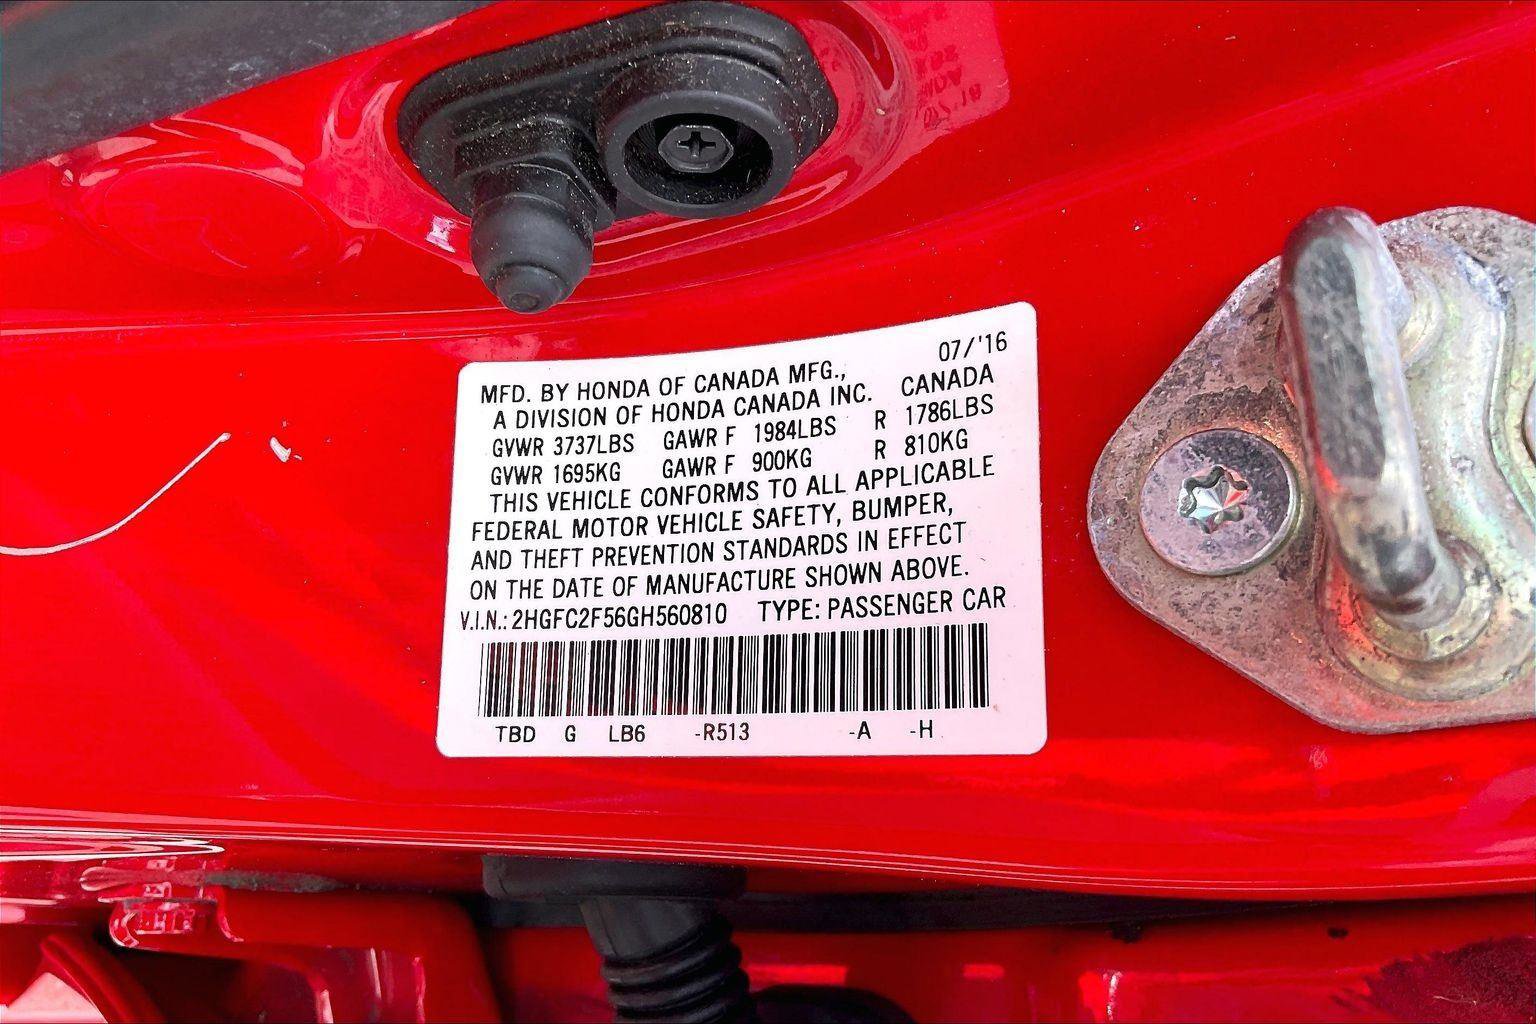 07/'16
MFD. BY HONDA OF CANADA MFG.,
A DIVISION OF HONDA CANADA INC. CANADA
GVWR 3737LBS GAWR F 1984LBS R 1786LBS
GVWR 1695KG GAWR F 900KG R 810KG
THIS VEHICLE CONFORMS TO ALL APPLICABLE
FEDERAL MOTOR VEHICLE SAFETY, BUMPER,
AND THEFT PREVENTION STANDARDS IN EFFECT
ON THE DATE OF MANUFACTURE SHOWN ABOVE.
V.I.N.: 2HGFC2F56GH560810 TYPE: PASSENGER CAR
TBD G LB6 -R513 -A -H